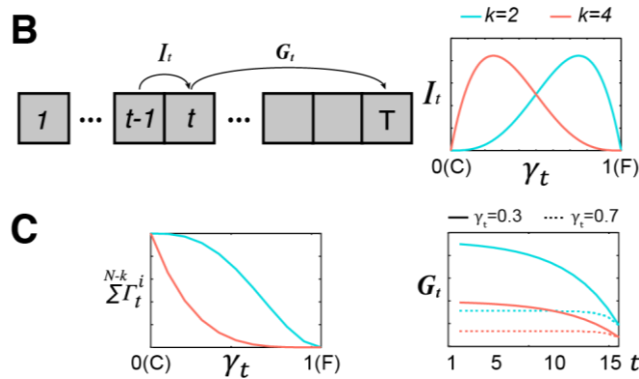 B
k=2 k=4
I_t G_t
1 ... t-1 t ... T
I_t
0(C) γ_t 1(F)
C
γ_t=0.3 γ_t=0.7
N-k
ΣΓ_t^i
0(C) γ_t 1(F)
G_t
1 5 10 15 t